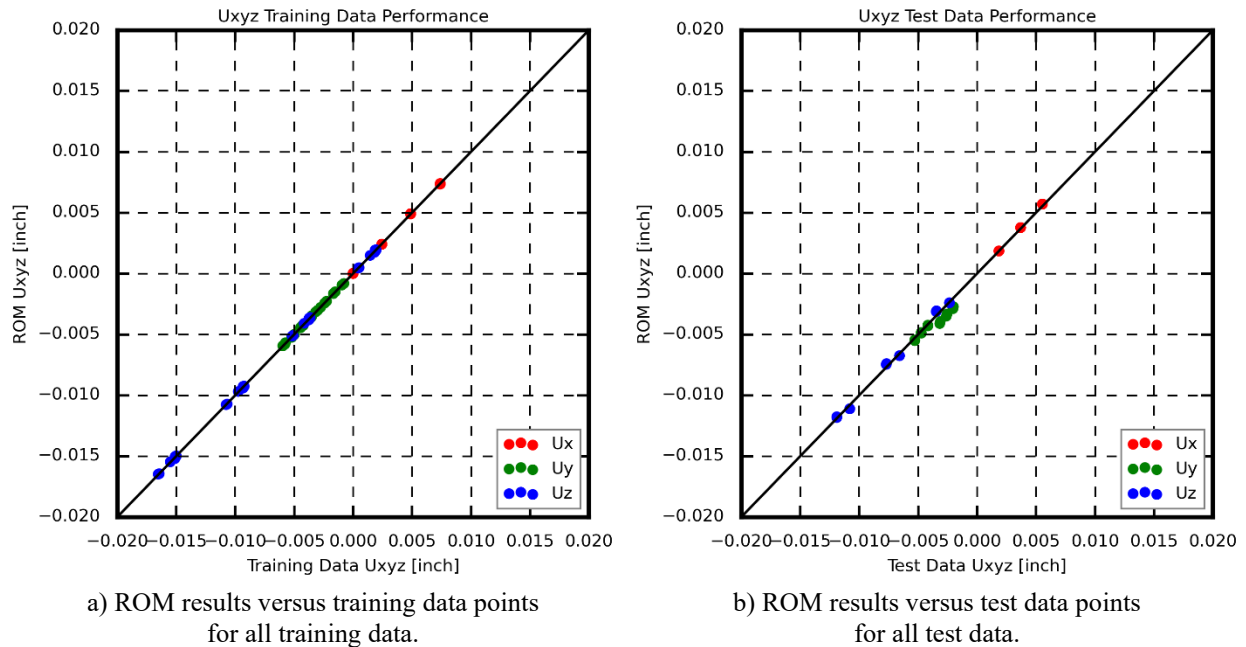 Uxyz Training Data Performance
0.020
0.015
0.010
0.005
0.000
−0.005
−0.010
−0.015
−0.020
ROM Uxyz [inch]
Ux
Uy
Uz
−0.020−0.015−0.010−0.005 0.000 0.005 0.010 0.015 0.020
Training Data Uxyz [inch]
a) ROM results versus training data points
for all training data.
Uxyz Test Data Performance
0.020
0.015
0.010
0.005
0.000
−0.005
−0.010
−0.015
−0.020
ROM Uxyz [inch]
Ux
Uy
Uz
−0.020−0.015−0.010−0.005 0.000 0.005 0.010 0.015 0.020
Test Data Uxyz [inch]
b) ROM results versus test data points
for all test data.